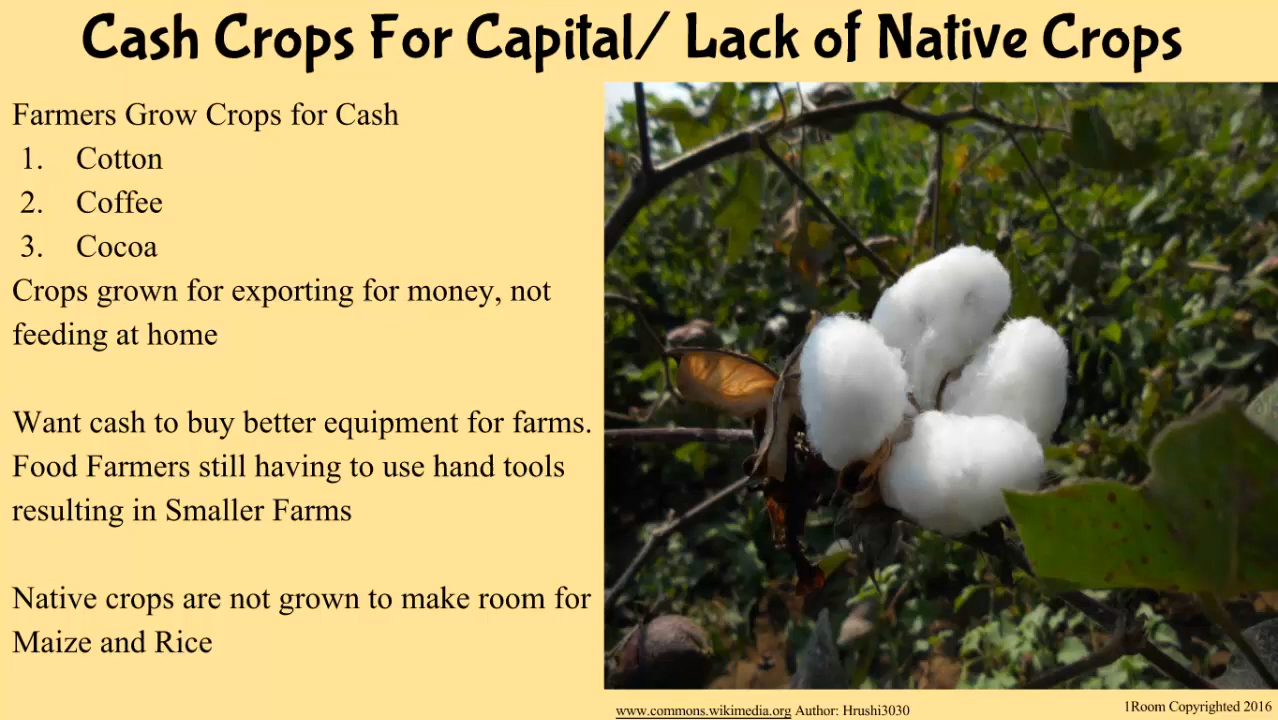 Cash Crops For Capital/ Lack of Native Crops
Farmers Grow Crops for Cash
1. Cotton
2. Coffee
3. Cocoa
Crops grown for exporting for money, not
feeding at home
Want cash to buy better equipment for farms.
Food Farmers still having to use hand tools
resulting in Smaller Farms
Native crops are not grown to make room for
Maize and Rice
www.commons.wikimedia.org Author: Hrushi3030
1Room Copyrighted 2016